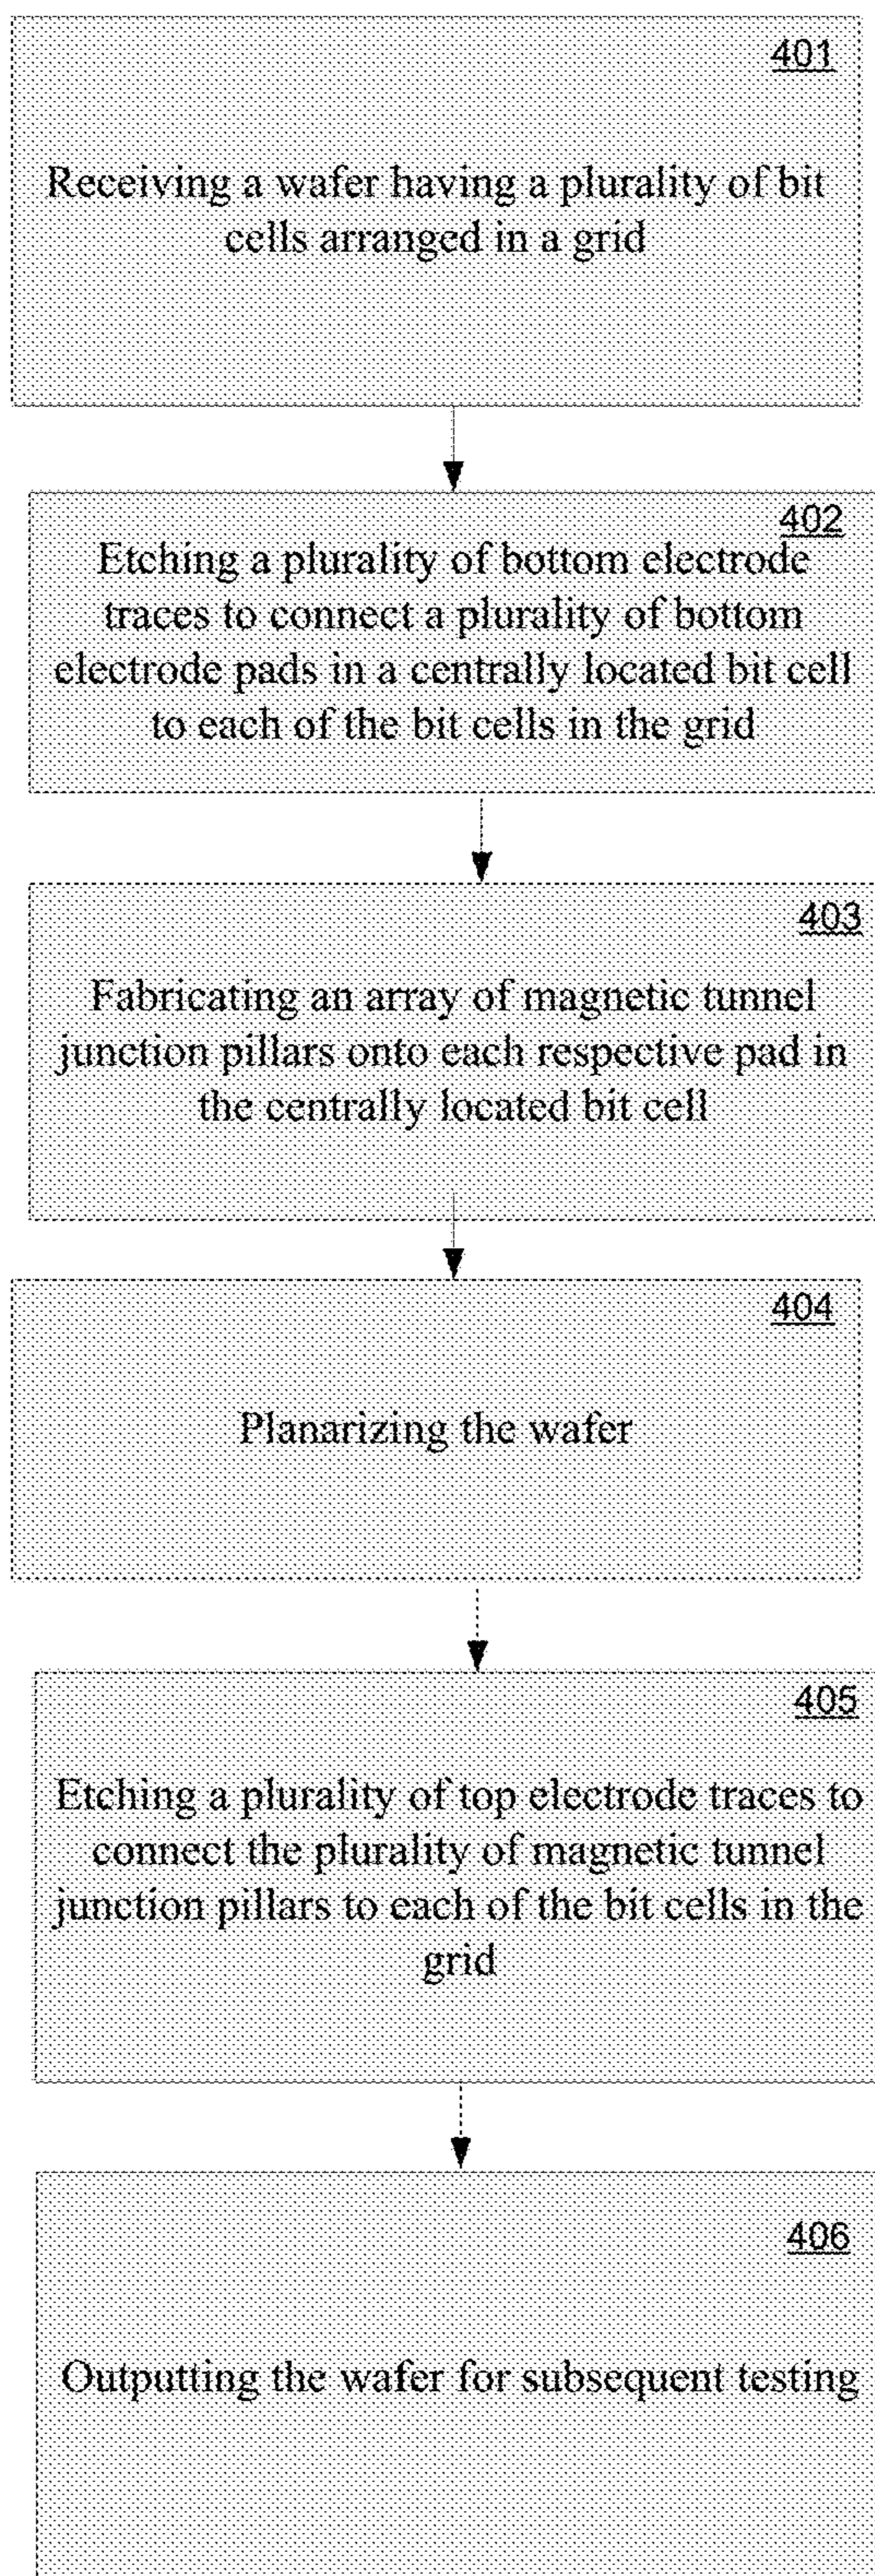 401
Receiving a wafer having a plurality of bit
cells arranged in a grid
402
Etching a plurality of bottom electrode
traces to connect a plurality of bottom
electrode pads in a centrally located bit cell
to each of the bit cells in the grid
403
Fabricating an array of magnetic tunnel
junction pillars onto each respective pad in
the centrally located bit cell
404
Planarizing the wafer
405
Etching a plurality of top electrode traces to
connect the plurality of magnetic tunnel
junction pillars to each of the bit cells in the
grid
406
Outputting the wafer for subsequent testing